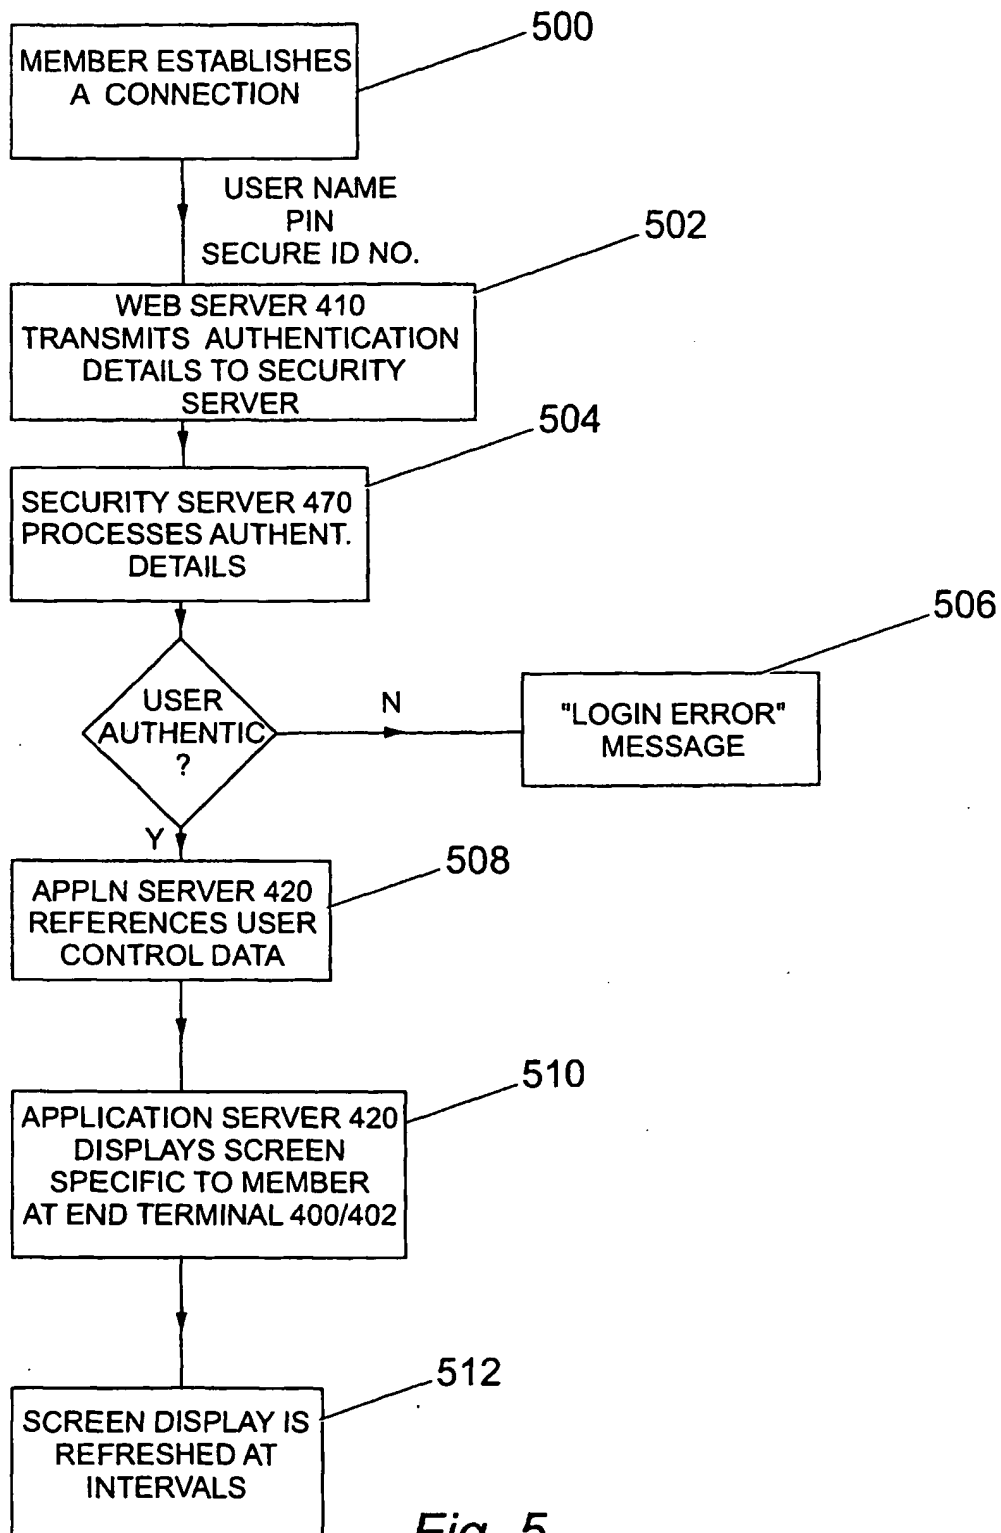 500
MEMBER ESTABLISHES
A CONNECTION
USER NAME
PIN
SECURE ID NO.
502
WEB SERVER 410
TRANSMITS AUTHENTICATION
DETAILS TO SECURITY
SERVER
504
SECURITY SERVER 470
PROCESSES AUTHENT.
DETAILS
506
USER
AUTHENTIC
?
N
"LOGIN ERROR"
MESSAGE
Y
508
APPLN SERVER 420
REFERENCES USER
CONTROL DATA
510
APPLICATION SERVER 420
DISPLAYS SCREEN
SPECIFIC TO MEMBER
AT END TERMINAL 400/402
512
SCREEN DISPLAY IS
REFRESHED AT
INTERVALS
Fig. 5